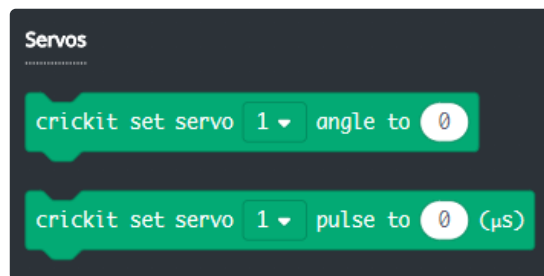 Servos
crickit set servo 1 angle to 0
crickit set servo 1 pulse to 0 (µs)